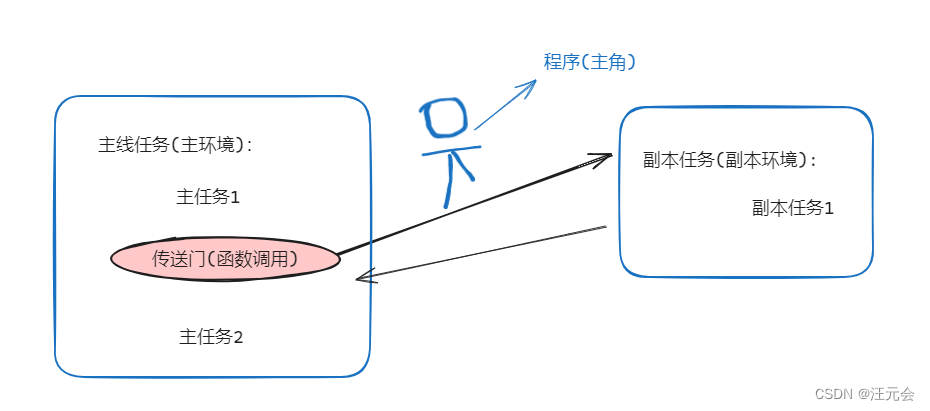 程序(主角)
主线任务(主环境):
主任务1
传送门(函数调用)
主任务2
副本任务(副本环境):
副本任务1
CSDN @汪元会